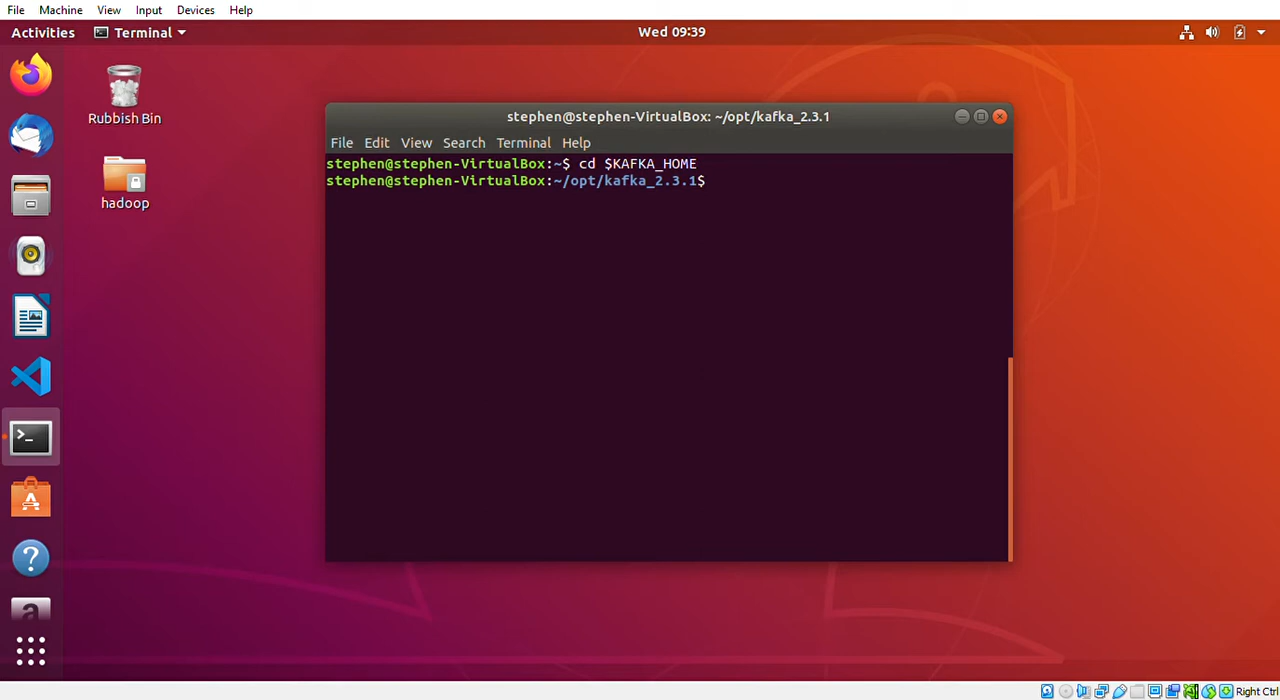 File Machine View Input Devices Help
Activities Terminal Wed 09:39
Rubbish Bin
hadoop
stephen@stephen-VirtualBox: ~/opt/kafka_2.3.1
File Edit View Search Terminal Help
stephen@stephen-VirtualBox:~$ cd $KAFKA_HOME
stephen@stephen-VirtualBox:~/opt/kafka_2.3.1$
Right Ctrl